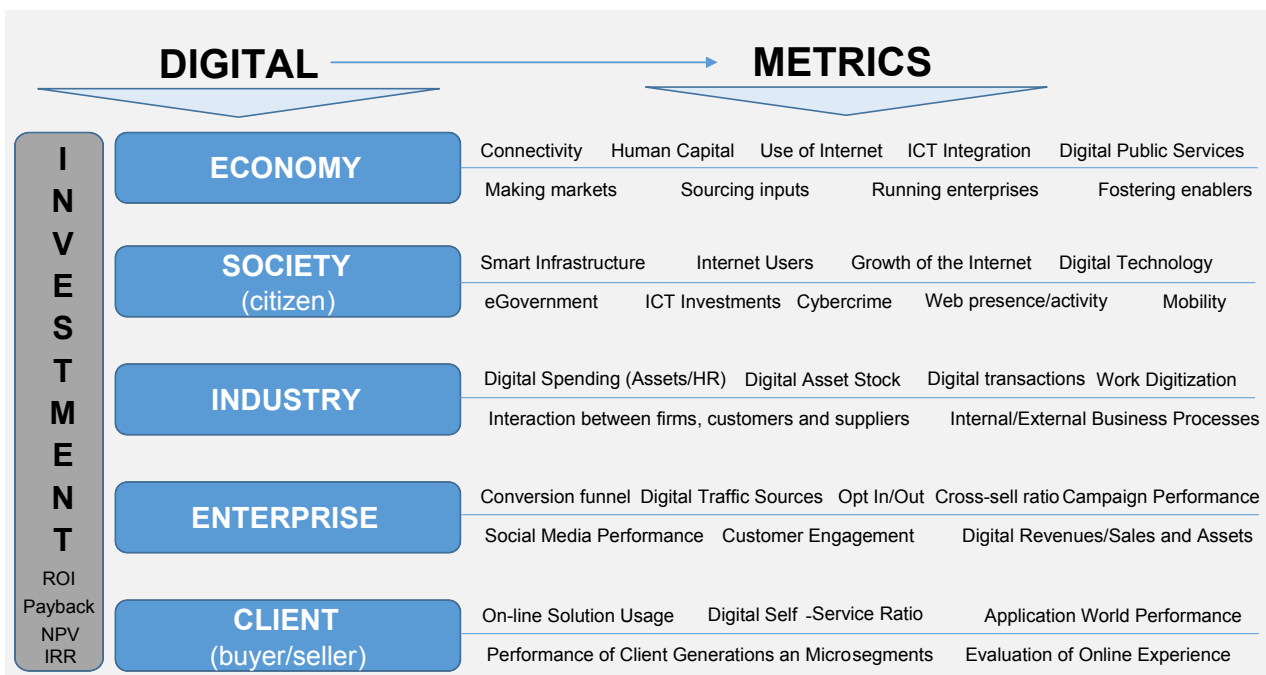 DIGITAL METRICS
INVESTMENT
ROI
Payback
NPV
IRR
ECONOMY
Connectivity Human Capital Use of Internet ICT Integration Digital Public Services
Making markets Sourcing inputs Running enterprises Fostering enablers
SOCIETY
(citizen)
Smart Infrastructure Internet Users Growth of the Internet Digital Technology
eGovernment ICT Investments Cybercrime Web presence/activity Mobility
INDUSTRY
Digital Spending (Assets/HR) Digital Asset Stock Digital transactions Work Digitization
Interaction between firms, customers and suppliers Internal/External Business Processes
ENTERPRISE
Conversion funnel Digital Traffic Sources Opt In/Out Cross-sell ratio Campaign Performance
Social Media Performance Customer Engagement Digital Revenues/Sales and Assets
CLIENT
(buyer/seller)
On-line Solution Usage Digital Self -Service Ratio Application World Performance
Performance of Client Generations an Microsegments Evaluation of Online Experience